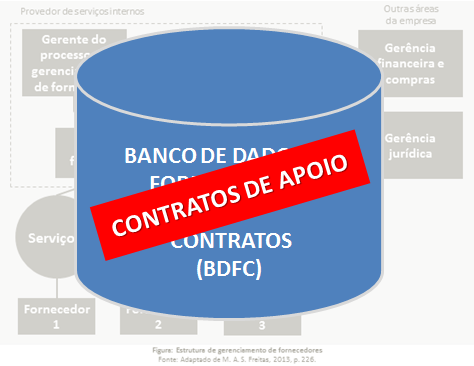 Provedor de serviços internos
Outras áreas
da empresa
Gerente do
processo
gerenci
de for
Gerência
financeira e
compras
Gerência
jurídica
BANCO DE DADO
CONTRATOS DE APOIO
CONTRATOS
(BDFC)
Serviço
Fornecedor
1
2
3
Figura: Estrutura de gerenciamento de fornecedores
Fonte: Adaptado de M. A. S. Freitas, 2013, p. 226.